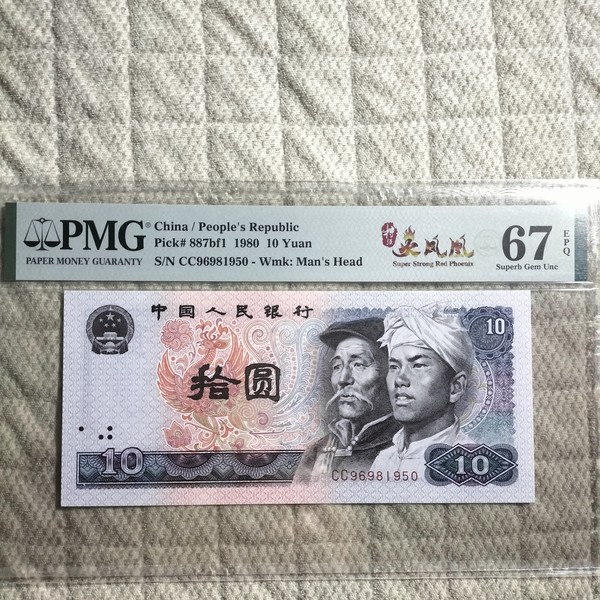 PMG®
PAPER MONEY GUARANTY
China / People's Republic
Pick# 887bf1 1980 10 Yuan
S/N CC96981950 - Wmk: Man's Head
火凤凰
Super Strong Red Phoenix
67 EPQ
Superb Gem Unc
中国人民银行
10
拾圆
CC96981950
10
10